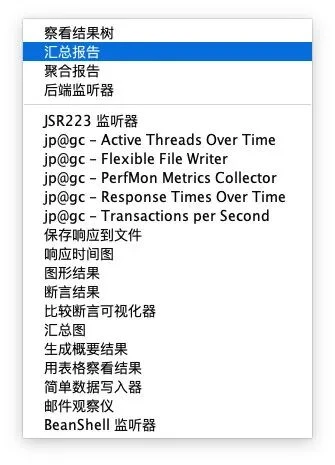 察看结果树
汇总报告
聚合报告
后端监听器
JSR223 监听器
jp@gc - Active Threads Over Time
jp@gc - Flexible File Writer
jp@gc - PerfMon Metrics Collector
jp@gc - Response Times Over Time
jp@gc - Transactions per Second
保存响应到文件
响应时间图
图形结果
断言结果
比较断言可视化器
汇总图
生成概要结果
用表格察看结果
简单数据写入器
邮件观察仪
BeanShell 监听器